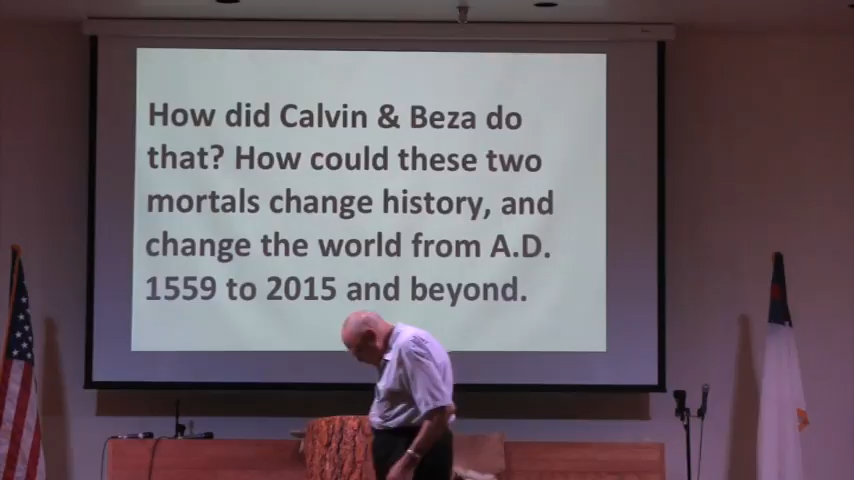 How did Calvin & Beza do
that? How could these two
mortals change history, and
change the world from A.D.
1559 to 2015 and beyond.